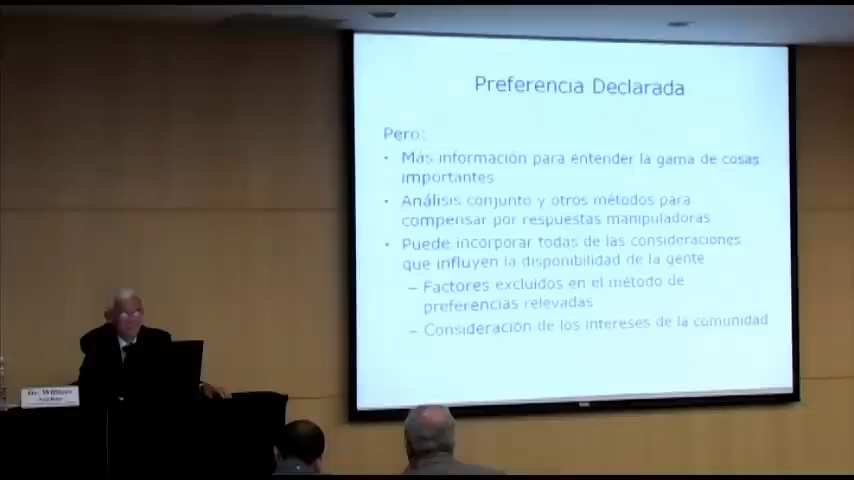 Preferencia Declarada
Pero:
• Más información para entender la gama de cosas
importantes
• Análisis conjunto y otros métodos para
compensar por respuestas manipuladoras
• Puede incorporar todas de las consideraciones
que influyen la disponibilidad de la gente
– Factores excluidos en el método de
preferencias relevadas
– Consideración de los intereses de la comunidad
Dr. William